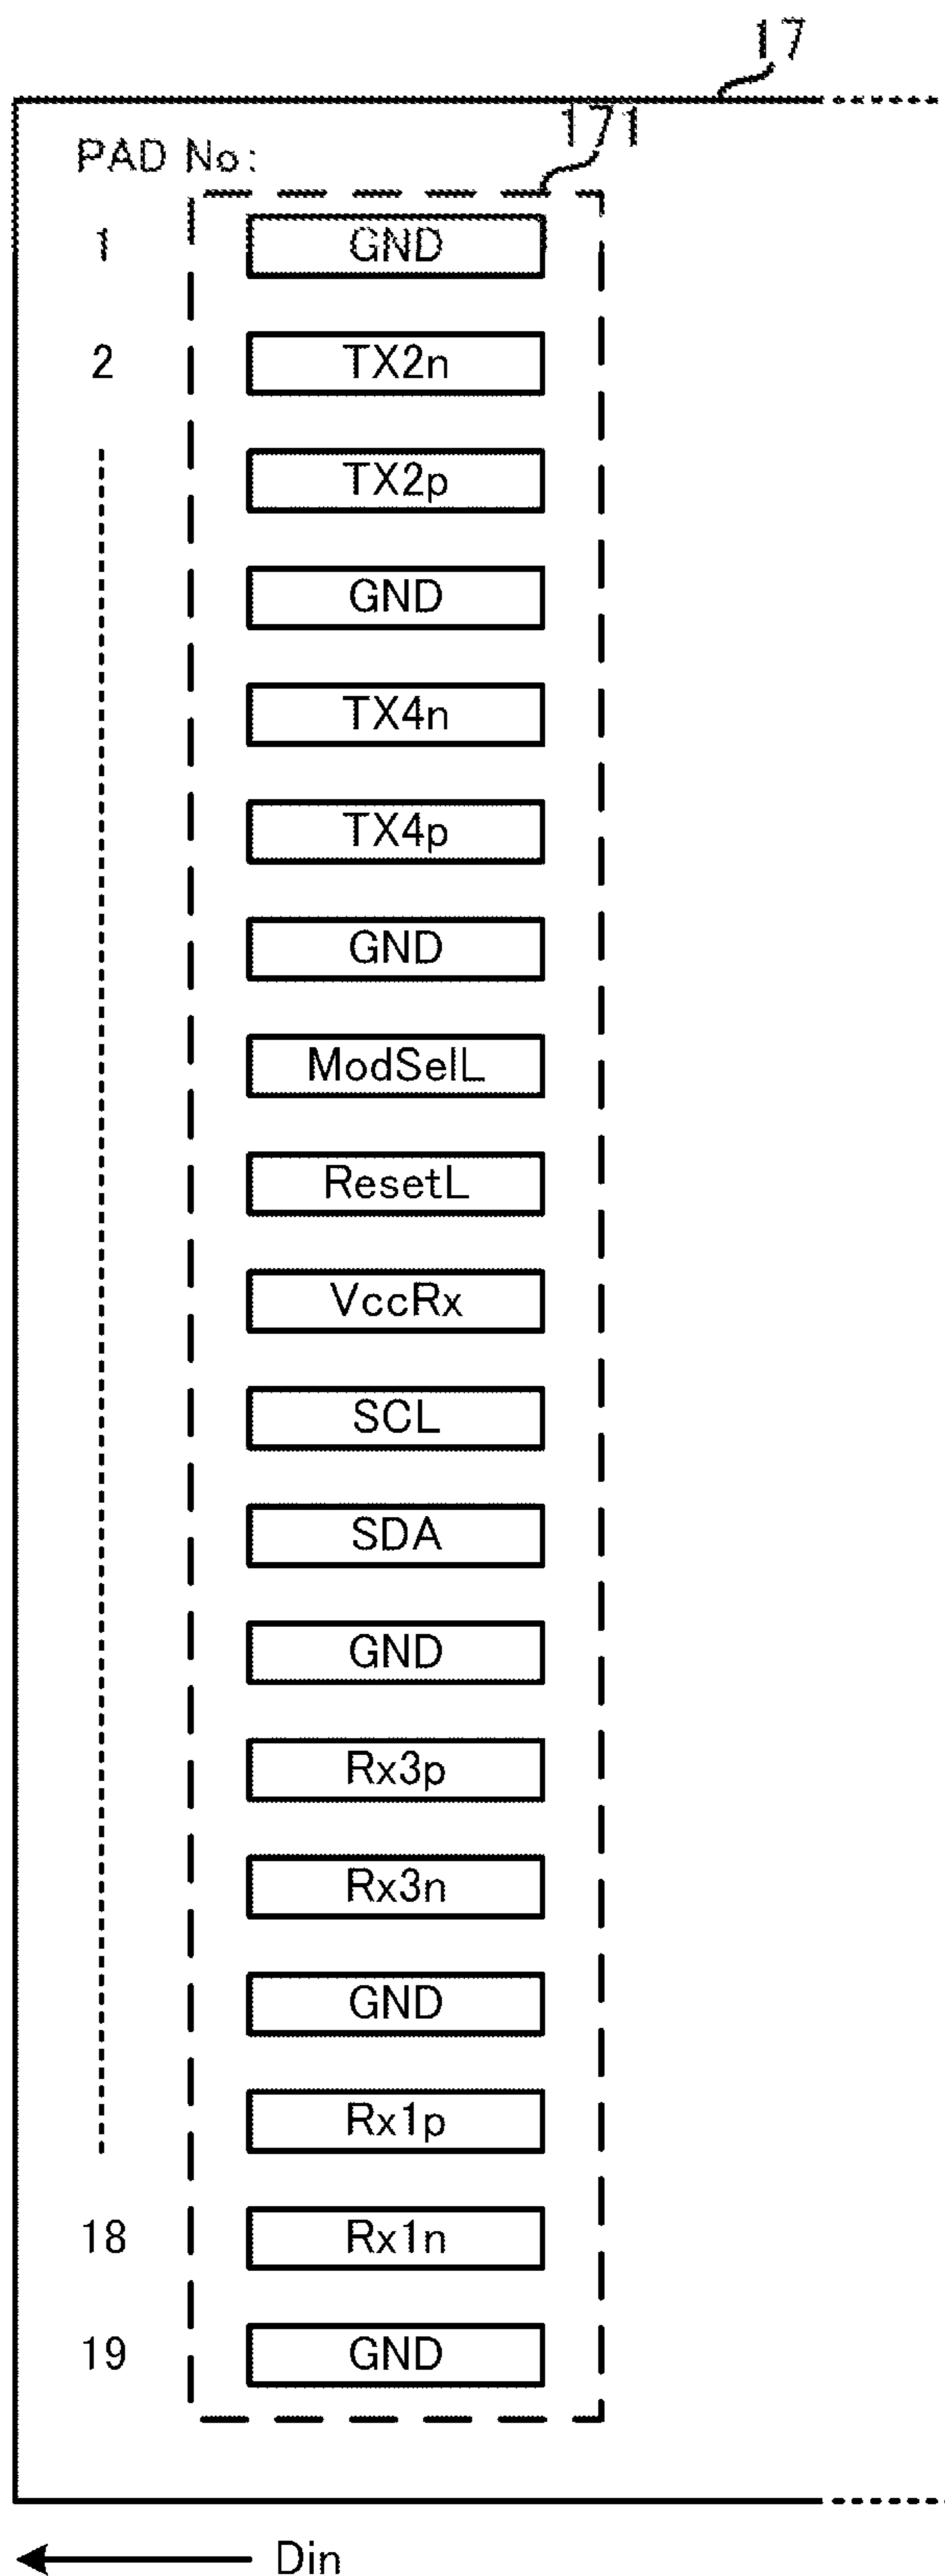 17
171
PAD No:
1 GND
2 TX2n
TX2p
GND
TX4n
TX4p
GND
ModSelL
ResetL
VccRx
SCL
SDA
GND
Rx3p
Rx3n
GND
Rx1p
18 Rx1n
19 GND
Din